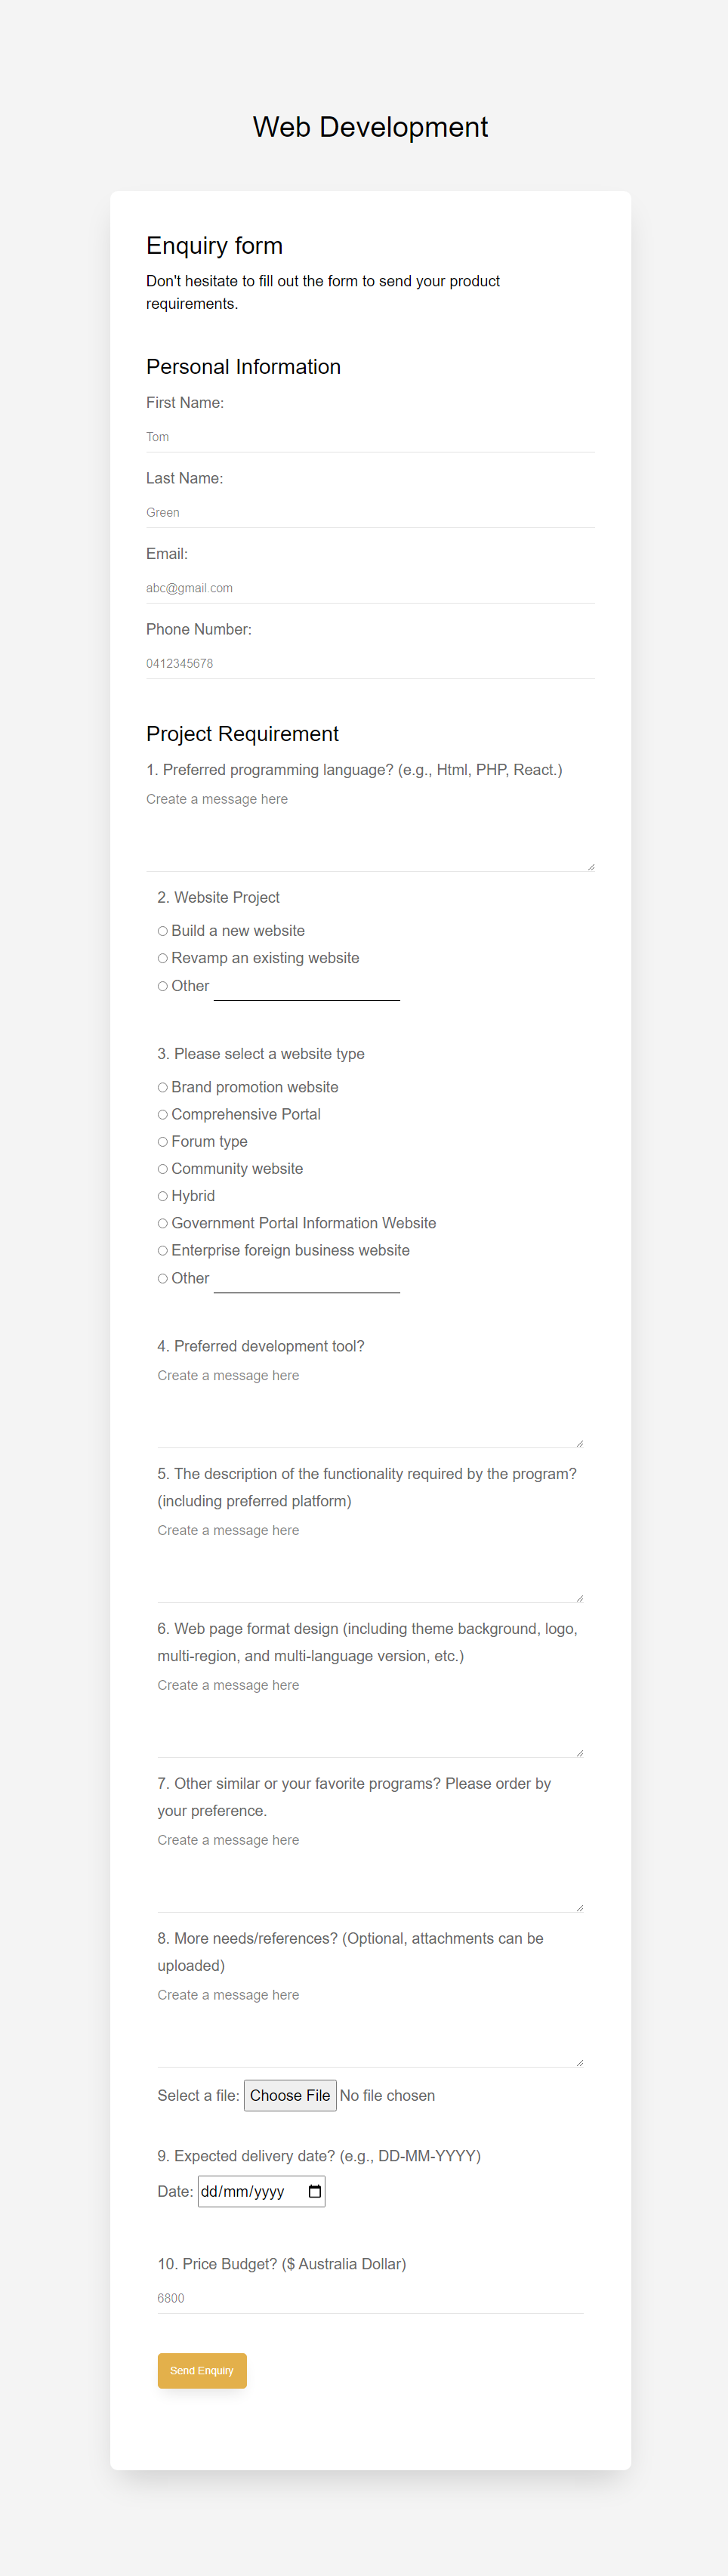 Web Development
Enquiry form
Don't hesitate to fill out the form to send your product
requirements.
Personal Information
First Name:
Tom
Last Name:
Green
Email:
abc@gmail.com
Phone Number:
0412345678
Project Requirement
1. Preferred programming language? (e.g., Html, PHP, React.)
Create a message here
2. Website Project
Build a new website
Revamp an existing website
Other
3. Please select a website type
Brand promotion website
Comprehensive Portal
Forum type
Community website
Hybrid
Government Portal Information Website
Enterprise foreign business website
Other
4. Preferred development tool?
Create a message here
5. The description of the functionality required by the program?
(including preferred platform)
Create a message here
6. Web page format design (including theme background, logo,
multi-region, and multi-language version, etc.)
Create a message here
7. Other similar or your favorite programs? Please order by
your preference.
Create a message here
8. More needs/references? (Optional, attachments can be
uploaded)
Create a message here
Select a file: Choose File No file chosen
9. Expected delivery date? (e.g., DD-MM-YYYY)
Date: dd/mm/yyyy
10. Price Budget? ($ Australia Dollar)
6800
Send Enquiry